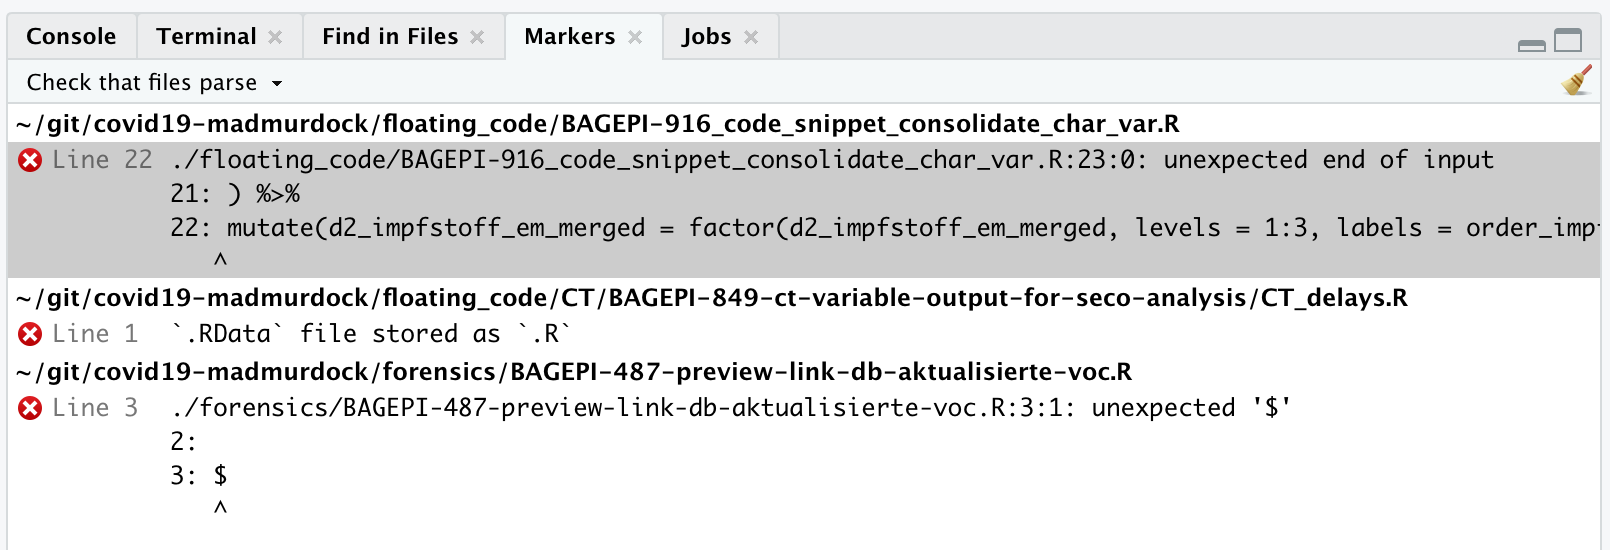 Console Terminal Find in Files Markers Jobs
Check that files parse
~/git/covid19-madmurdock/floating_code/BAGEPI-916_code_snippet_consolidate_char_var.R
Line 22 ./floating_code/BAGEPI-916_code_snippet_consolidate_char_var.R:23:0: unexpected end of input
21: ) %>%
22: mutate(d2_impfstoff_em_merged = factor(d2_impfstoff_em_merged, levels = 1:3, labels = order_imp
^
~/git/covid19-madmurdock/floating_code/CT/BAGEPI-849-ct-variable-output-for-seco-analysis/CT_delays.R
Line 1 `.RData` file stored as `.R`
~/git/covid19-madmurdock/forensics/BAGEPI-487-preview-link-db-aktualisierte-voc.R
Line 3 ./forensics/BAGEPI-487-preview-link-db-aktualisierte-voc.R:3:1: unexpected '$'
2:
3: $
^